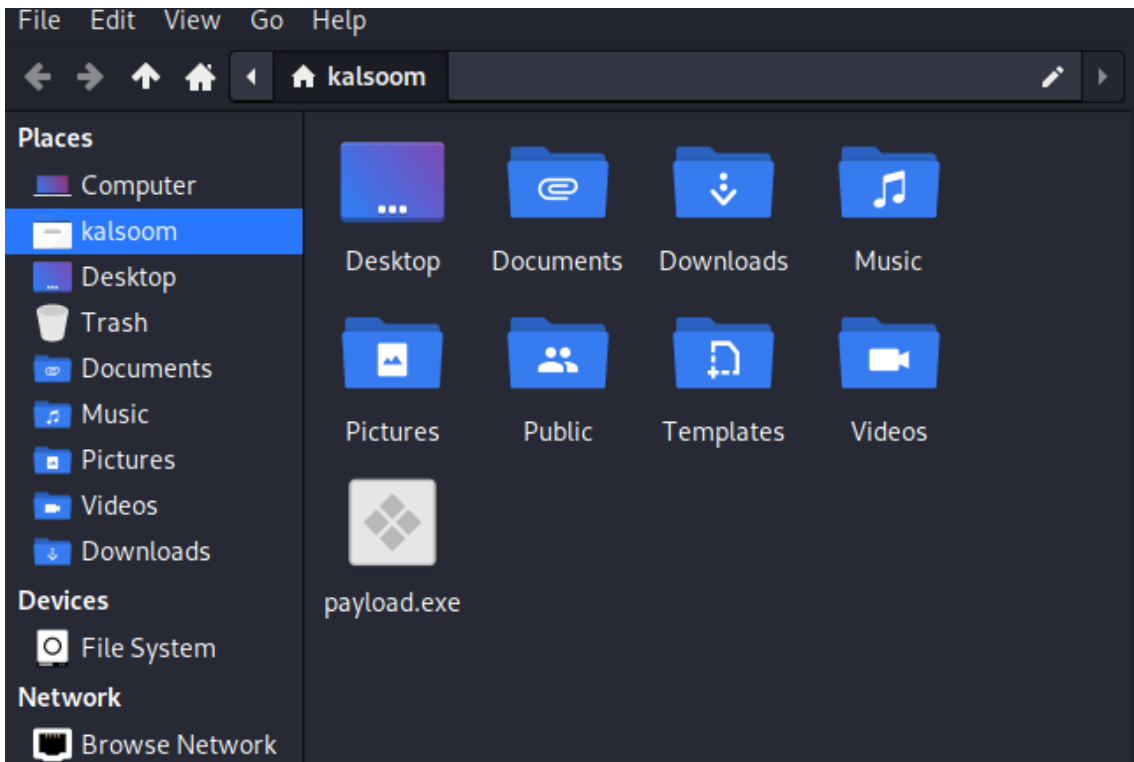 File Edit View Go Help
kalsoom
Places
Computer
kalsoom
Desktop
Trash
Documents
Music
Pictures
Videos
Downloads
Devices
File System
Network
Browse Network
Desktop Documents Downloads Music
Pictures Public Templates Videos
payload.exe